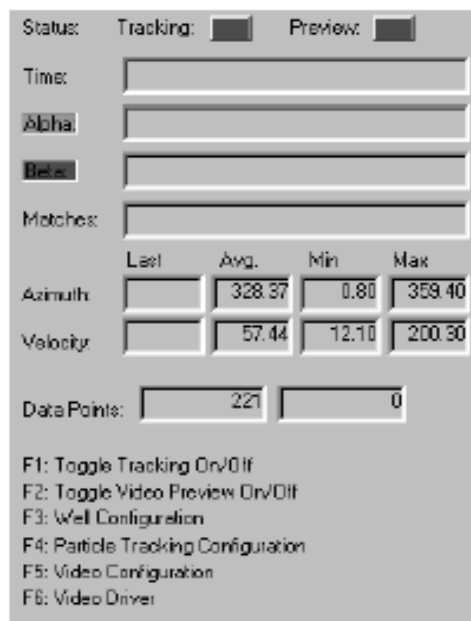 Status: Tracking: Preview:
Time:
Alpha:
Beta:
Matches:
Last Avg. Min Max
Azimuth: 328.37 0.80 359.40
Velocity: 57.44 12.10 200.30
Data Points: 221 0
F1: Toggle Tracking On/Off
F2: Toggle Video Preview On/Off
F3: Well Configuration
F4: Particle Tracking Configuration
F5: Video Configuration
F6: Video Driver